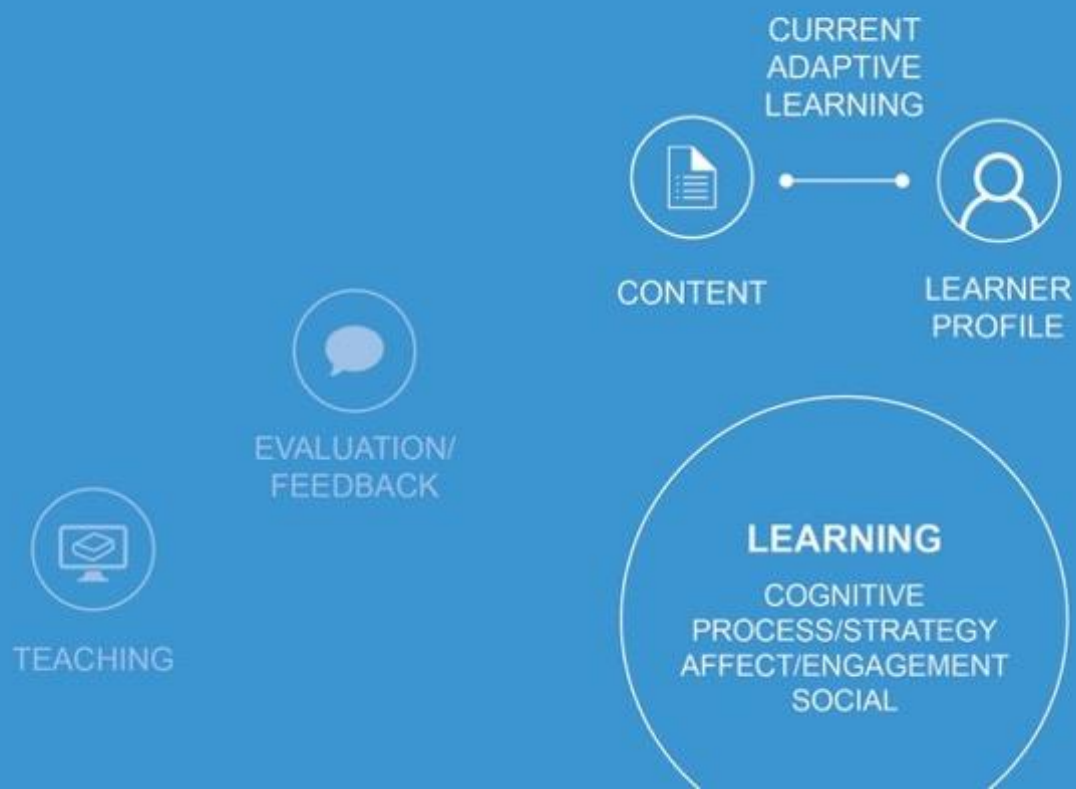 CURRENT
ADAPTIVE
LEARNING
CONTENT
LEARNER
PROFILE
EVALUATION/
FEEDBACK
TEACHING
LEARNING
COGNITIVE
PROCESS/STRATEGY
AFFECT/ENGAGEMENT
SOCIAL